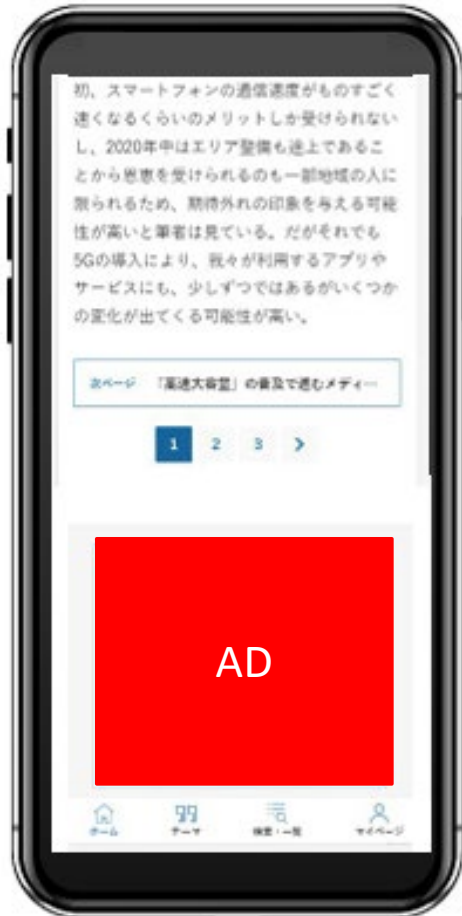 初、スマートフォンの通信速度がものすごく
速くなるくらいのメリットしか受けられない
し、2020年中はエリア整備も途上であるこ
とから恩恵を受けられるのも一部地域の人に
限られるため、期待外れの印象を与える可能
性が高いと筆者は見ている。だがそれでも
5Gの導入により、我々が利用するアプリや
サービスにも、少しずつではあるがいくつか
の変化が出てくる可能性が高い。
次ページ 「高速大容量」の普及で進むメディ…
1 2 3 >
AD
ホーム テーマ 検索・一覧 マイページ